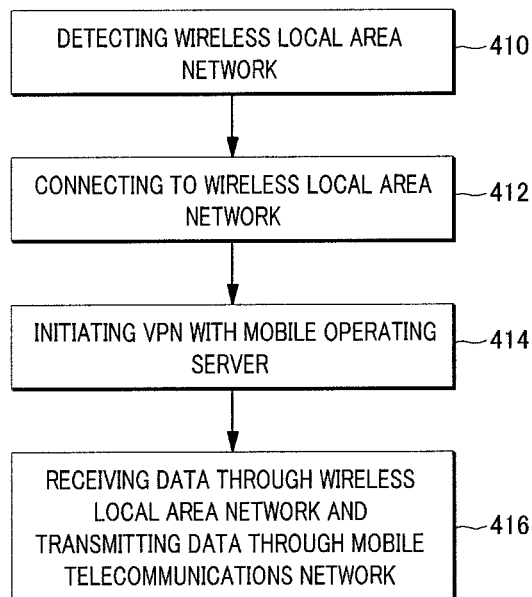 DETECTING WIRELESS LOCAL AREA
NETWORK
410
CONNECTING TO WIRELESS LOCAL AREA
NETWORK
412
INITIATING VPN WITH MOBILE OPERATING
SERVER
414
RECEIVING DATA THROUGH WIRELESS
LOCAL AREA NETWORK AND
TRANSMITTING DATA THROUGH MOBILE
TELECOMMUNICATIONS NETWORK
416